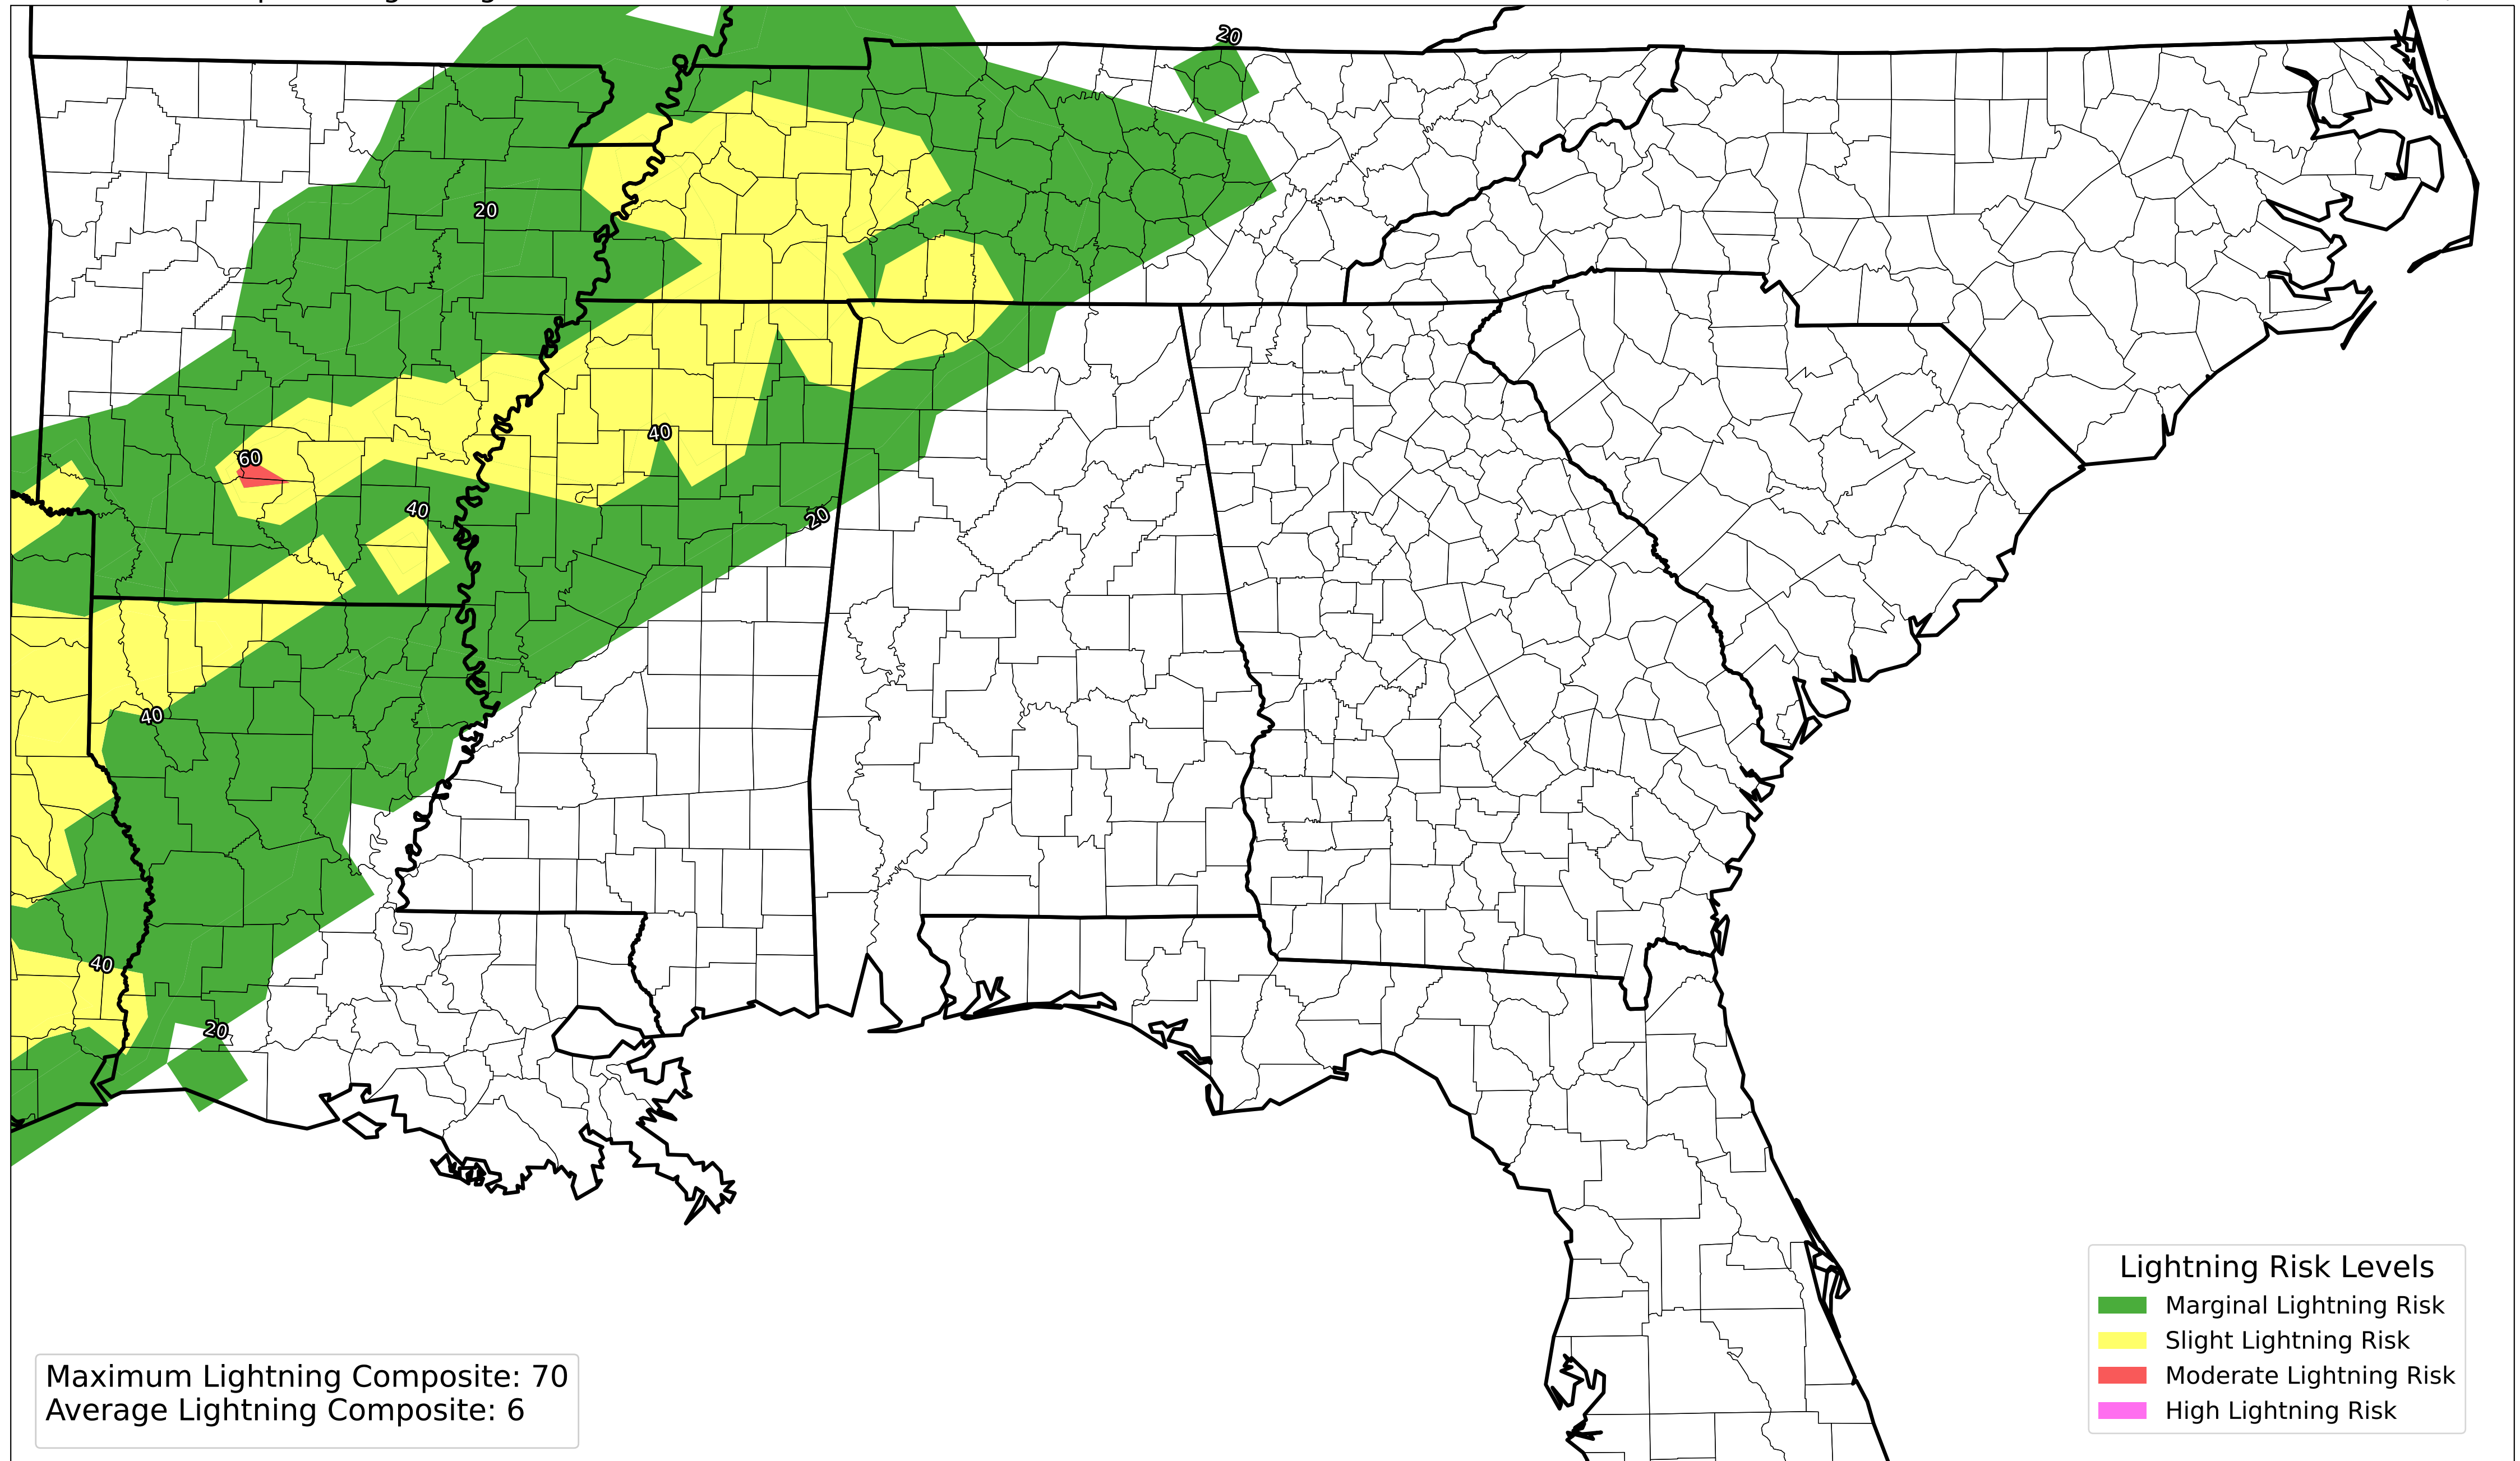 20
20
40
60
40
20
40
40
20
Lightning Risk Levels
Marginal Lightning Risk
Slight Lightning Risk
Moderate Lightning Risk
High Lightning Risk
Maximum Lightning Composite: 70
Average Lightning Composite: 6